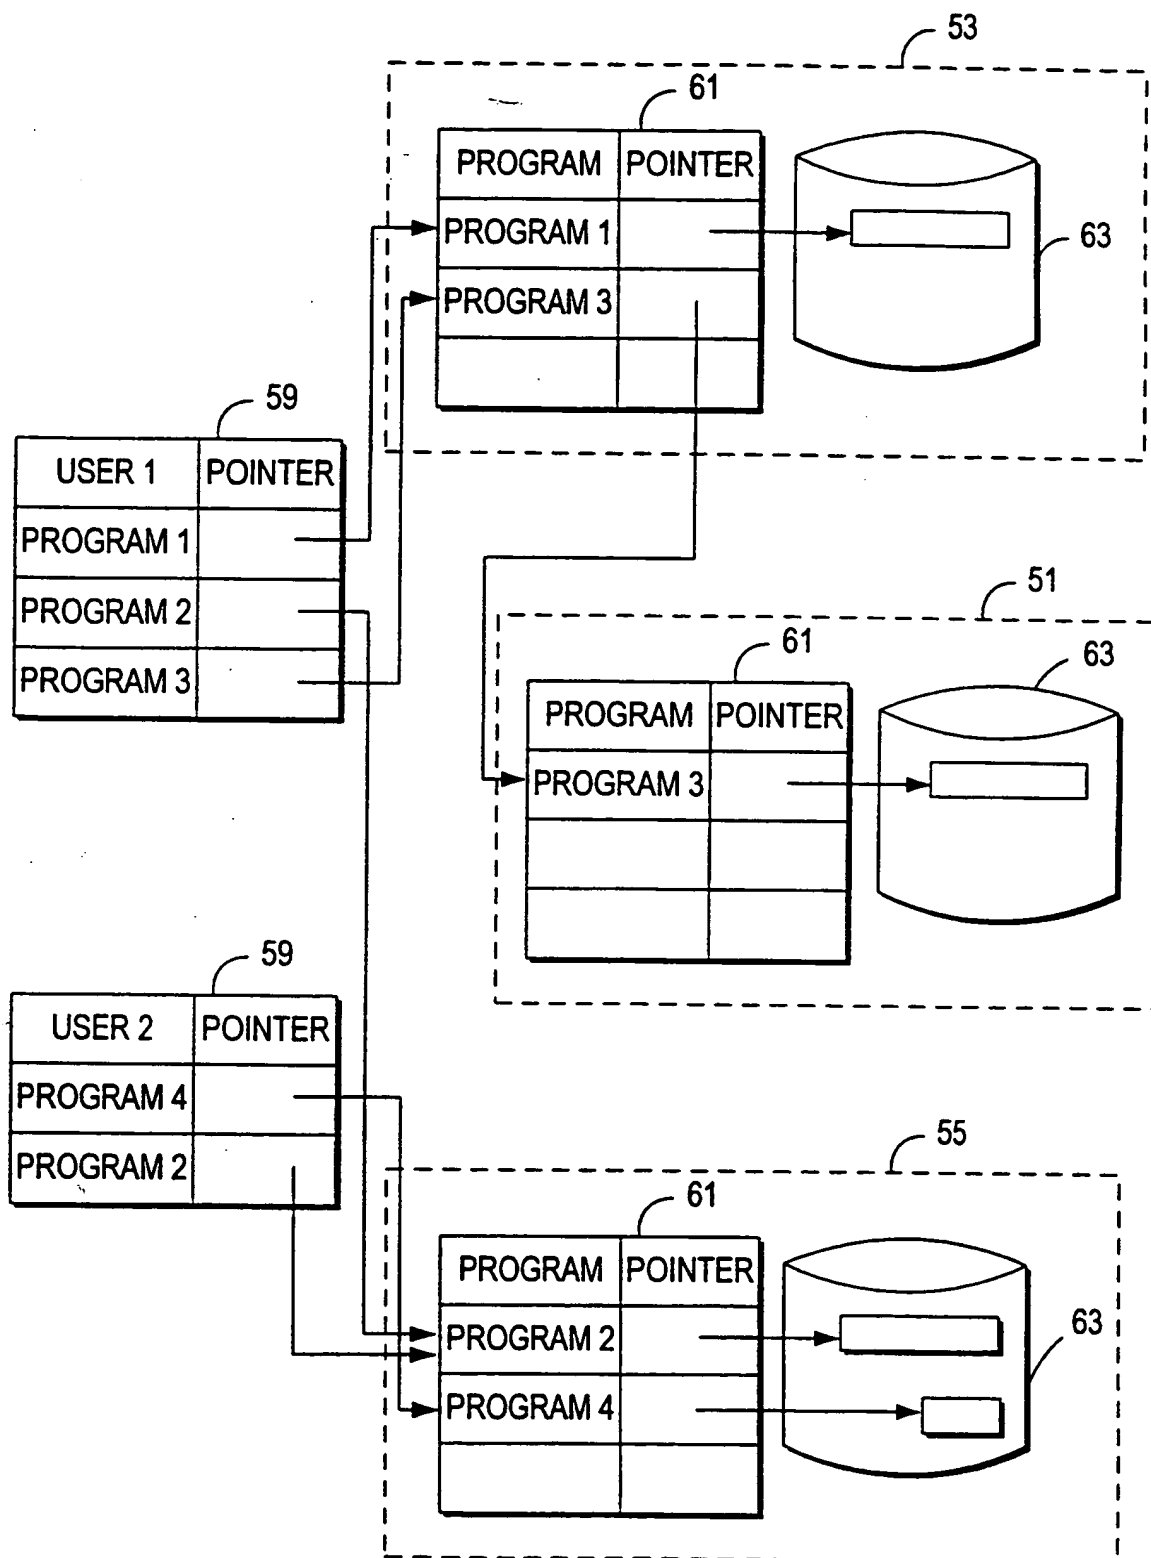 53
61
PROGRAM POINTER
PROGRAM 1
63
PROGRAM 3
59
USER 1 POINTER
PROGRAM 1
PROGRAM 2
PROGRAM 3
51
61
63
PROGRAM POINTER
PROGRAM 3
59
USER 2 POINTER
PROGRAM 4
PROGRAM 2
55
61
PROGRAM POINTER
PROGRAM 2
63
PROGRAM 4